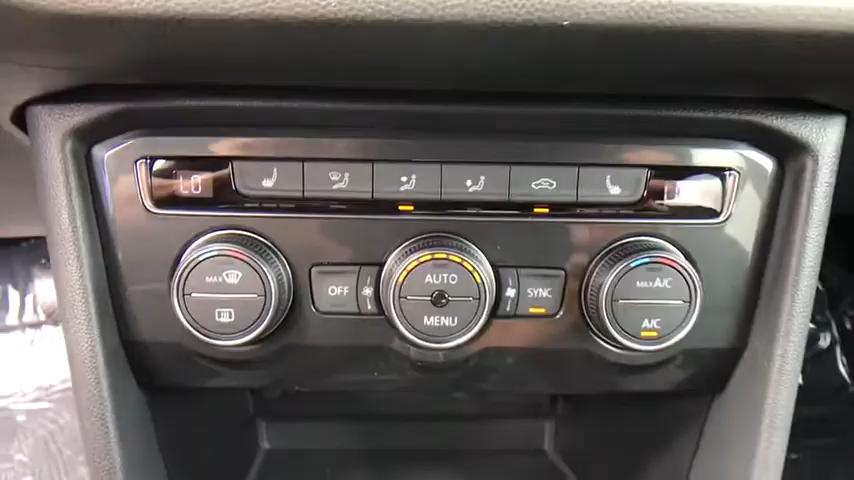 LO
MAX
OFF
AUTO
MENU
SYNC
MAX A/C
A/C